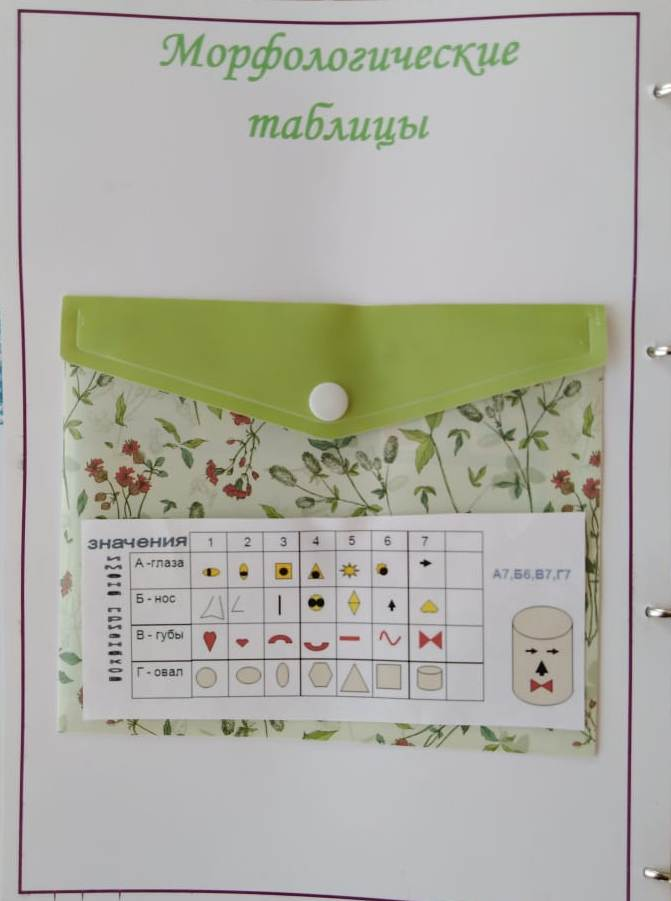 Морфологические
таблицы
значения 1 2 3 4 5 6 7
А -глаза
Б - нос
В - губы
Г - овал
А7,Б6,В7,Г7